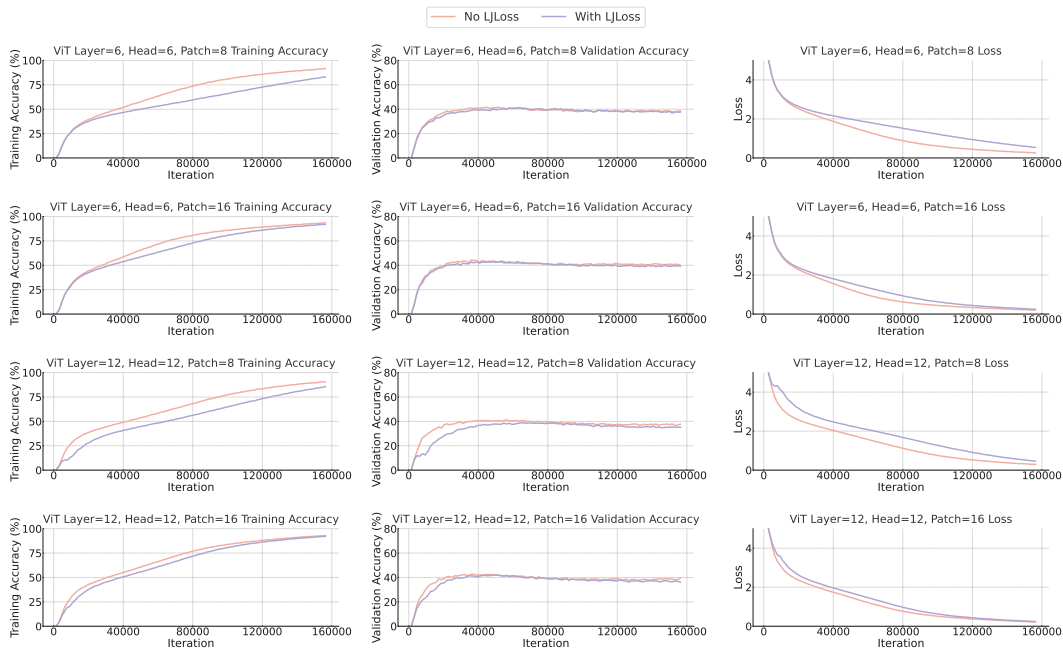 No LJLoss With LJLoss
ViT Layer=6, Head=6, Patch=8 Training Accuracy
Training Accuracy (%)
100
75
50
25
0
0 40000 80000 120000 160000
Iteration
ViT Layer=6, Head=6, Patch=8 Validation Accuracy
Validation Accuracy (%)
80
60
40
20
0
0 40000 80000 120000 160000
Iteration
ViT Layer=6, Head=6, Patch=8 Loss
Loss
4
2
0
0 40000 80000 120000 160000
Iteration
ViT Layer=6, Head=6, Patch=16 Training Accuracy
Training Accuracy (%)
100
75
50
25
0
0 40000 80000 120000 160000
Iteration
ViT Layer=6, Head=6, Patch=16 Validation Accuracy
Validation Accuracy (%)
80
60
40
20
0
0 40000 80000 120000 160000
Iteration
ViT Layer=6, Head=6, Patch=16 Loss
Loss
4
2
0
0 40000 80000 120000 160000
Iteration
ViT Layer=12, Head=12, Patch=8 Training Accuracy
Training Accuracy (%)
100
75
50
25
0
0 40000 80000 120000 160000
Iteration
ViT Layer=12, Head=12, Patch=8 Validation Accuracy
Validation Accuracy (%)
80
60
40
20
0
0 40000 80000 120000 160000
Iteration
ViT Layer=12, Head=12, Patch=8 Loss
Loss
4
2
0
0 40000 80000 120000 160000
Iteration
ViT Layer=12, Head=12, Patch=16 Training Accuracy
Training Accuracy (%)
100
75
50
25
0
0 40000 80000 120000 160000
Iteration
ViT Layer=12, Head=12, Patch=16 Validation Accuracy
Validation Accuracy (%)
80
60
40
20
0
0 40000 80000 120000 160000
Iteration
ViT Layer=12, Head=12, Patch=16 Loss
Loss
4
2
0
0 40000 80000 120000 160000
Iteration